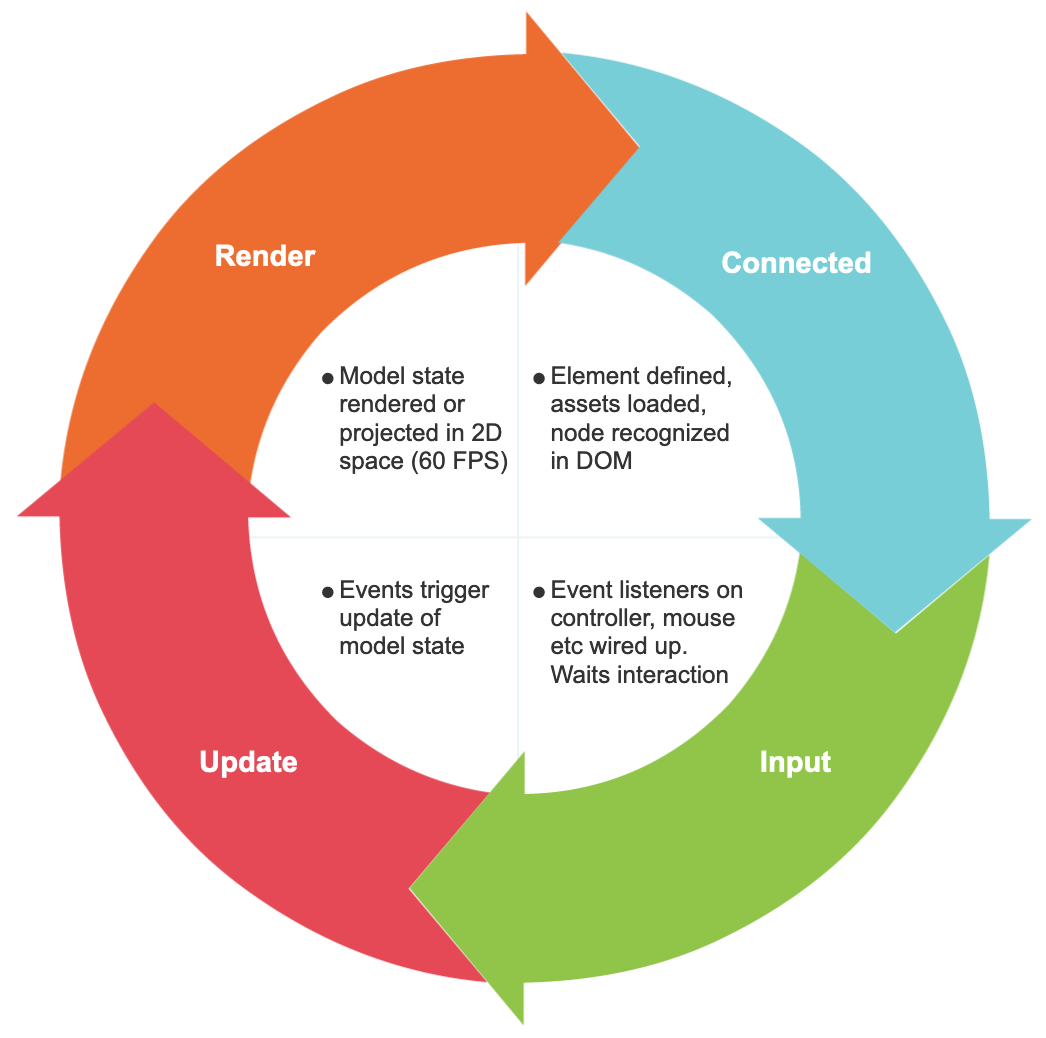 Render
Connected
● Model state
rendered or
projected in 2D
space (60 FPS)
● Element defined,
assets loaded,
node recognized
in DOM
● Events trigger
update of
model state
● Event listeners on
controller, mouse
etc wired up.
Waits interaction
Update
Input